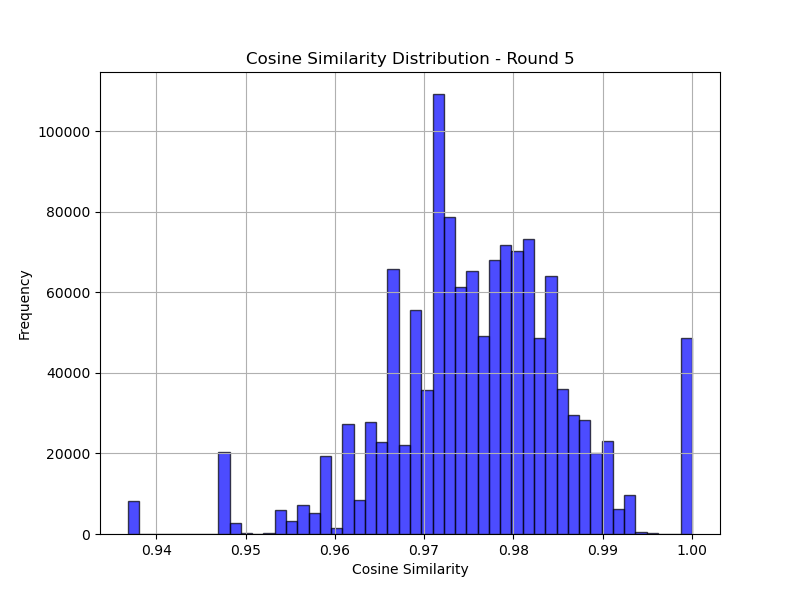 Cosine Similarity Distribution - Round 5
100000
80000
60000
40000
20000
0
Frequency
0.94 0.95 0.96 0.97 0.98 0.99 1.00
Cosine Similarity